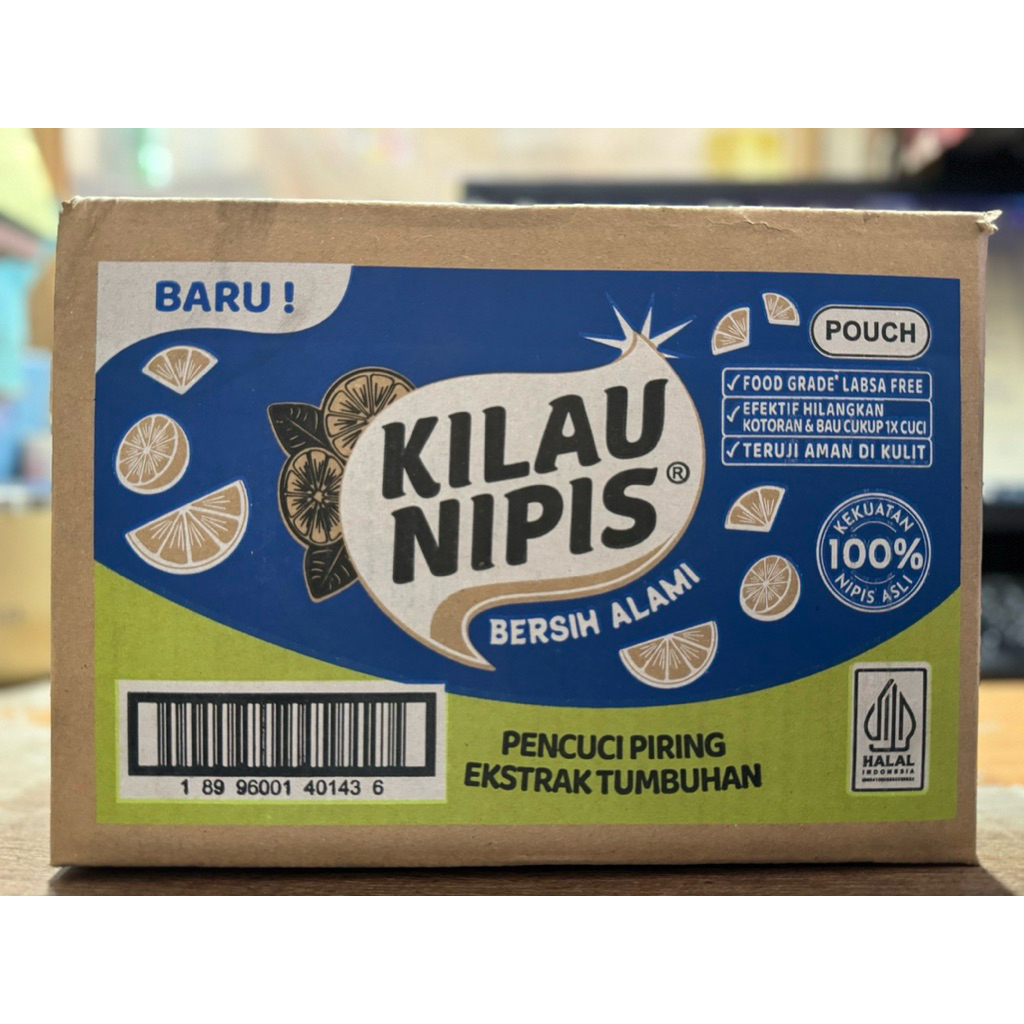 BARU !
POUCH
✓ FOOD GRADE* LABSA FREE
✓ EFEKTIF HILANGKAN
KOTORAN & BAU CUKUP 1X CUCI
✓ TERUJI AMAN DI KULIT
KILAU
NIPIS®
BERSIH ALAMI
KEKUATAN
100%
NIPIS ASLI
PENCUCI PIRING
EKSTRAK TUMBUHAN
HALAL
INDONESIA
1 89 96001 40143 6